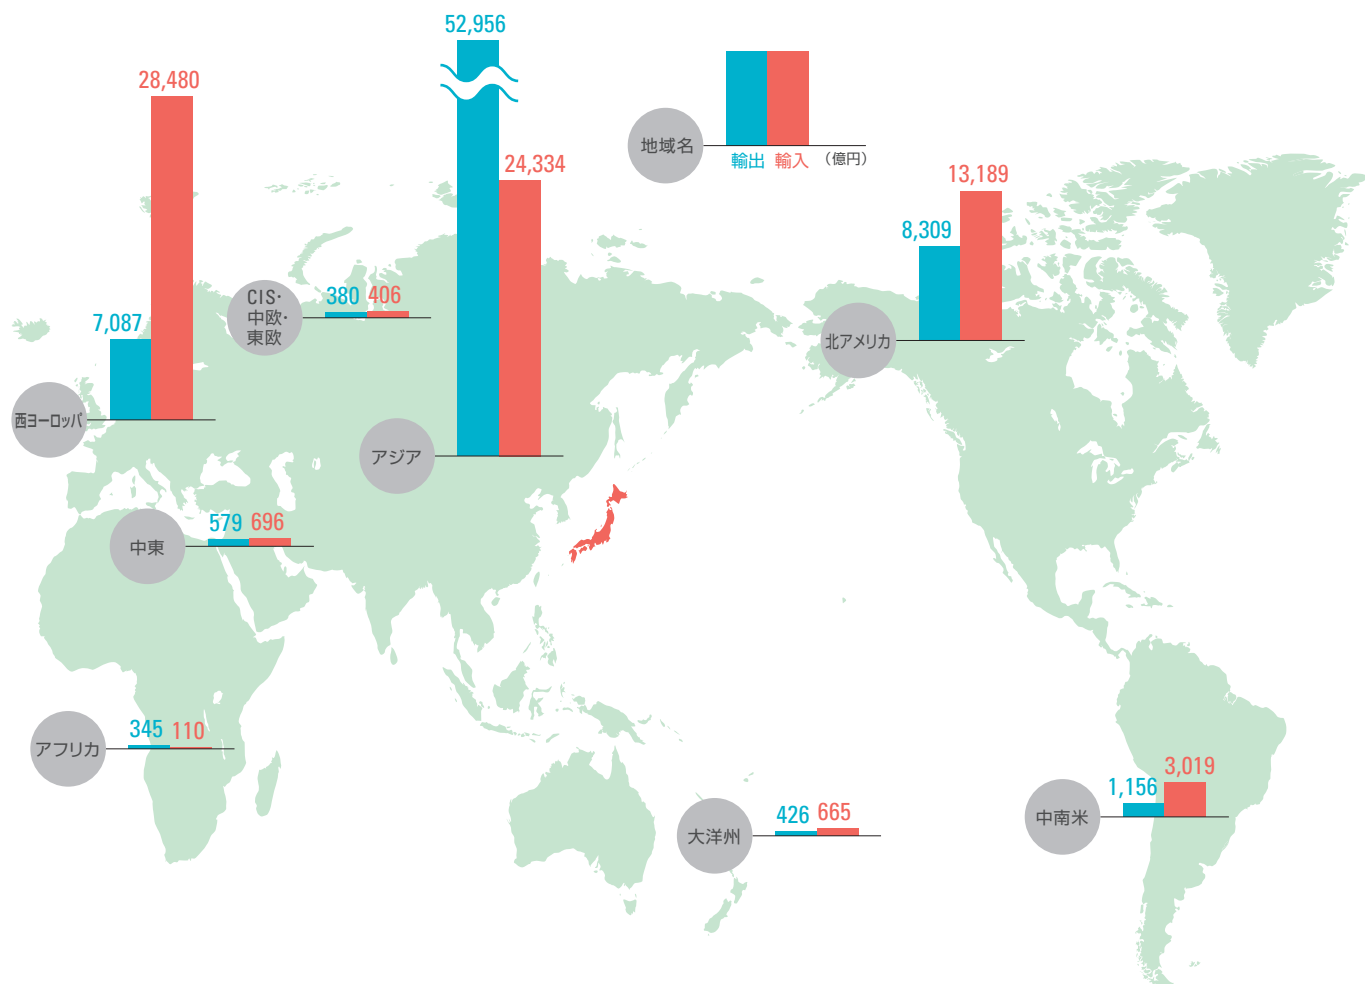 52,956
24,334
アジア
28,480
7,087
西ヨーロッパ
CIS・
中欧・
東欧
380 406
地域名
輸出 輸入 (億円)
13,189
8,309
北アメリカ
579 696
中東
345 110
アフリカ
426 665
大洋州
3,019
1,156
中南米